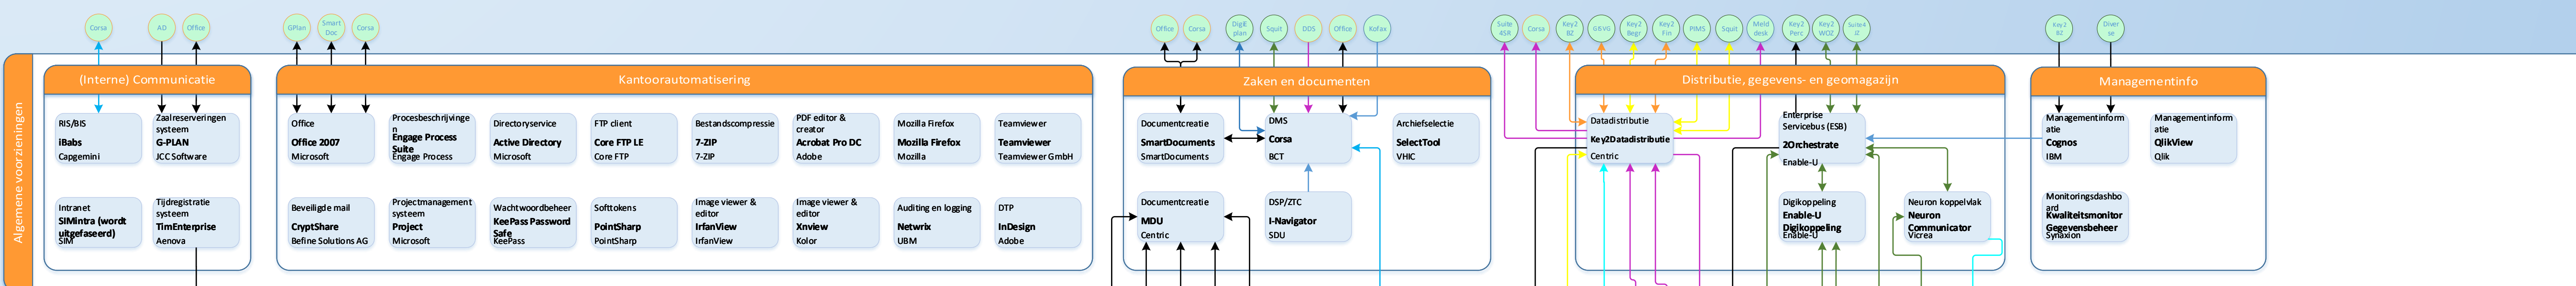 Corsa
AD
Office
GPlan
Smart
Doc
Corsa
Office
Corsa
DigiE
plan
Squit
DDS
Office
Kofax
Suite
4SR
Corsa
Key2
BZ
GBVG
Key2
Begr
Key2
Fin
PIMS
Squit
Meld
desk
Key2
Perc
Key2
WOZ
Suite4
JZ
Key2
BZ
Diver
se
Algemene voorzieningen
(Interne) Communicatie
RIS/BIS
iBabs
Capgemini
Zaalreserveringen
systeem
G-PLAN
JCC Software
Intranet
SIMintra (wordt
uitgefaseerd)
SIM
Tijdregistratie
systeem
TimEnterprise
Aenova
Kantoorautomatisering
Office
Office 2007
Microsoft
Procesbeschrijvinge
n
Engage Process
Suite
Engage Process
Directoryservice
Active Directory
Microsoft
FTP client
Core FTP LE
Core FTP
Bestandscompressie
7-ZIP
7-ZIP
PDF editor &
creator
Acrobat Pro DC
Adobe
Mozilla Firefox
Mozilla Firefox
Mozilla
Teamviewer
Teamviewer
Teamviewer GmbH
Beveiligde mail
CryptShare
Befine Solutions AG
Projectmanagement
systeem
Project
Microsoft
Wachtwoordbeheer
KeePass Password
Safe
KeePass
Softtokens
PointSharp
PointSharp
Image viewer &
editor
IrfanView
IrfanView
Image viewer &
editor
Xnview
Kolor
Auditing en logging
Netwrix
UBM
DTP
InDesign
Adobe
Zaken en documenten
Documentcreatie
SmartDocuments
SmartDocuments
DMS
Corsa
BCT
Archiefselectie
SelectTool
VHIC
Documentcreatie
MDU
Centric
DSP/ZTC
I-Navigator
SDU
Distributie, gegevens- en geomagazijn
Datadistributie
Key2Datadistributie
Centric
Enterprise
Servicebus (ESB)
2Orchestrate
Enable-U
Digikoppeling
Enable-U
Digikoppeling
Enable-U
Neuron koppelvlak
Neuron
Communicator
Vicrea
Managementinfo
Managementinform
atie
Cognos
IBM
Managementinform
atie
QlikView
Qlik
Monitoringsdashbo
ard
Kwaliteitsmonitor
Gegevensbeheer
Synaxion